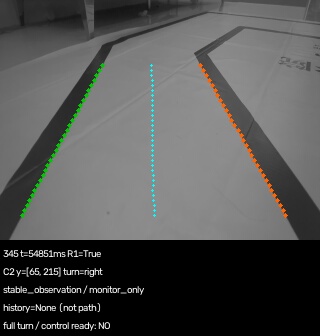 345 t=54851ms R1=True
C2 y=[65, 215] turn=right
stable_observation / monitor_only
history=None (not path)
full turn / control ready: NO